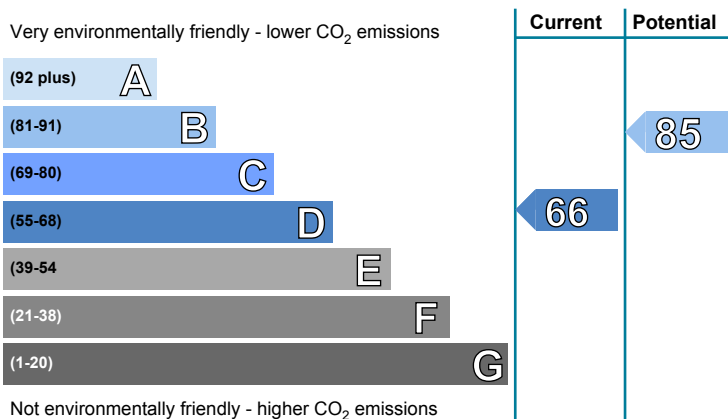 Current Potential
Very environmentally friendly - lower CO2 emissions
(92 plus) A
(81-91) B
85
(69-80) C
(55-68) D
66
(39-54 E
(21-38) F
(1-20) G
Not environmentally friendly - higher CO2 emissions